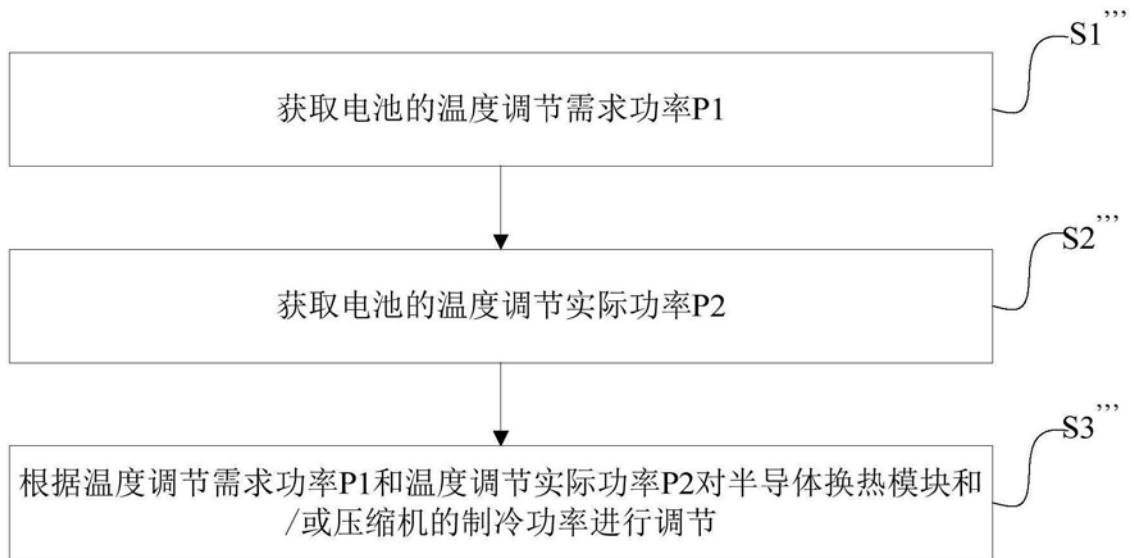 S1’’’
获取电池的温度调节需求功率P1
S2’’’
获取电池的温度调节实际功率P2
S3’’’
根据温度调节需求功率P1和温度调节实际功率P2对半导体换热模块和
/或压缩机的制冷功率进行调节